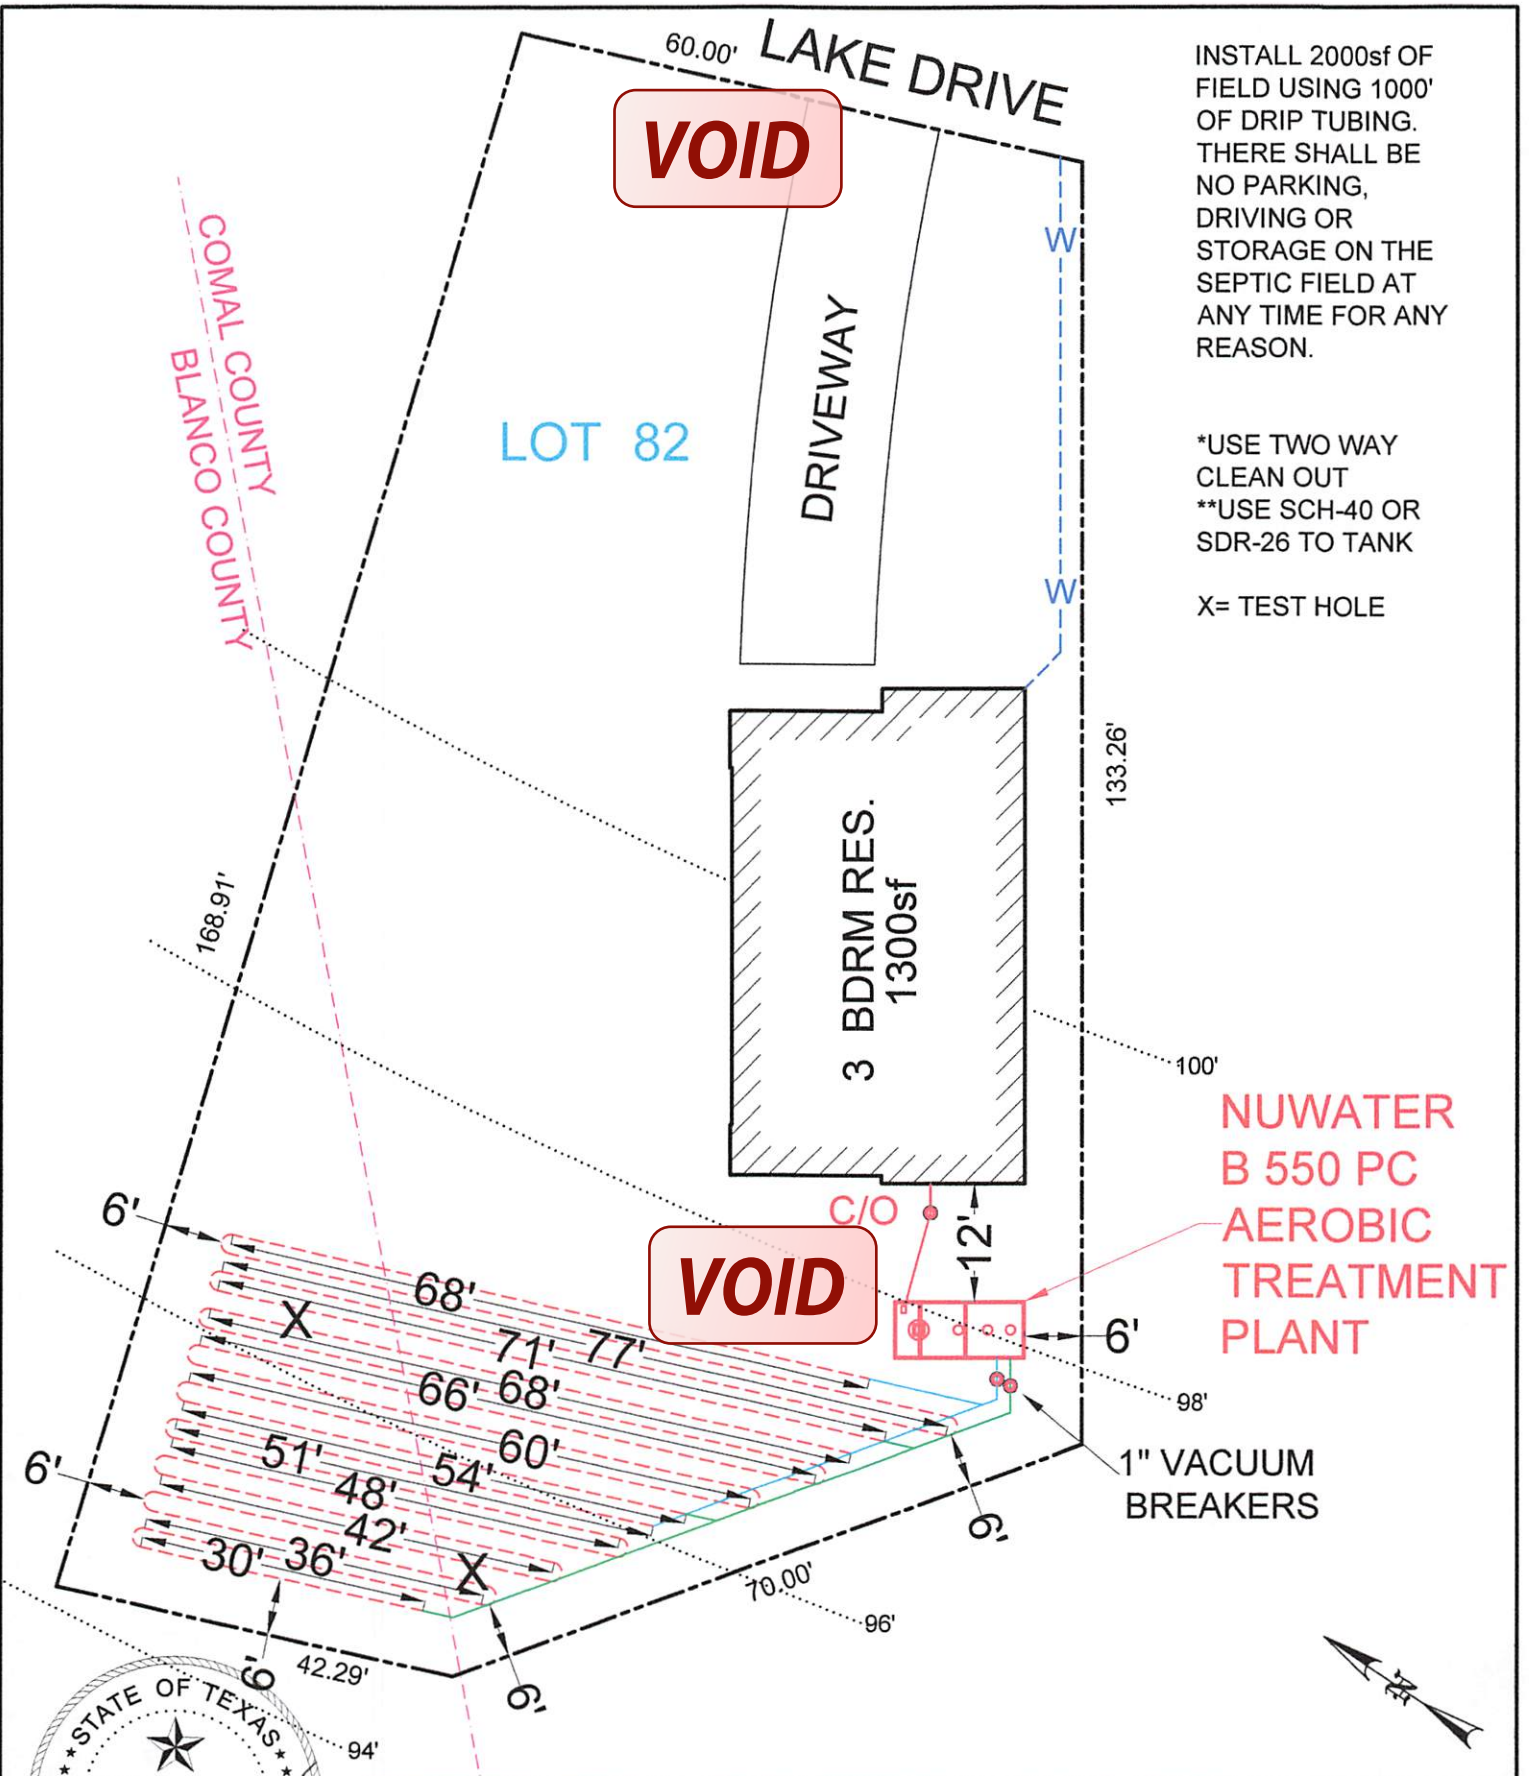 60.00'
LAKE DRIVE
VOID
INSTALL 2000sf OF
FIELD USING 1000'
OF DRIP TUBING.
THERE SHALL BE
NO PARKING,
DRIVING OR
STORAGE ON THE
SEPTIC FIELD AT
ANY TIME FOR ANY
REASON.
*USE TWO WAY
CLEAN OUT
**USE SCH-40 OR
SDR-26 TO TANK
X= TEST HOLE
COMAL COUNTY
BLANCO COUNTY
LOT 82
DRIVEWAY
W
W
133.26'
168.91'
3 BDRM RES.
1300sf
100'
NUWATER
B 550 PC
AEROBIC
TREATMENT
PLANT
C/O
12'
VOID
6'
6'
68'
X
71' 77'
66' 68'
60'
51' 54'
48'
42'
30' 36'
X
6'
98'
1" VACUUM
BREAKERS
6'
70.00'
96'
6'
6'
42.29'
94'
N
STATE OF TEXAS